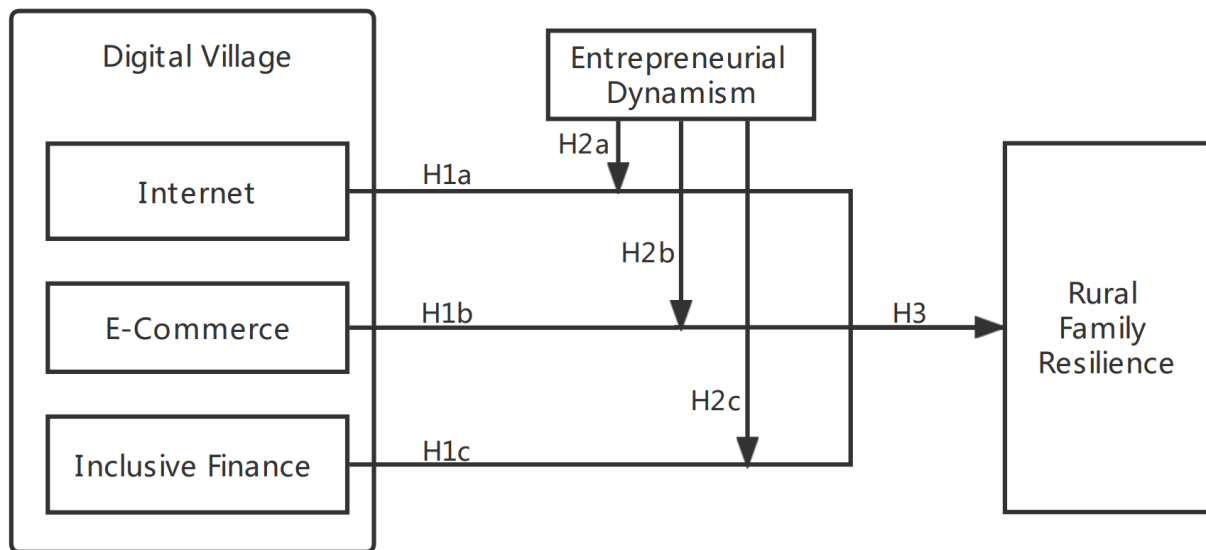 Digital Village
Entrepreneurial
Dynamism
H2a
Internet
H1a
H2b
E-Commerce
H1b
H3
Rural
Family
Resilience
H2c
Inclusive Finance
H1c